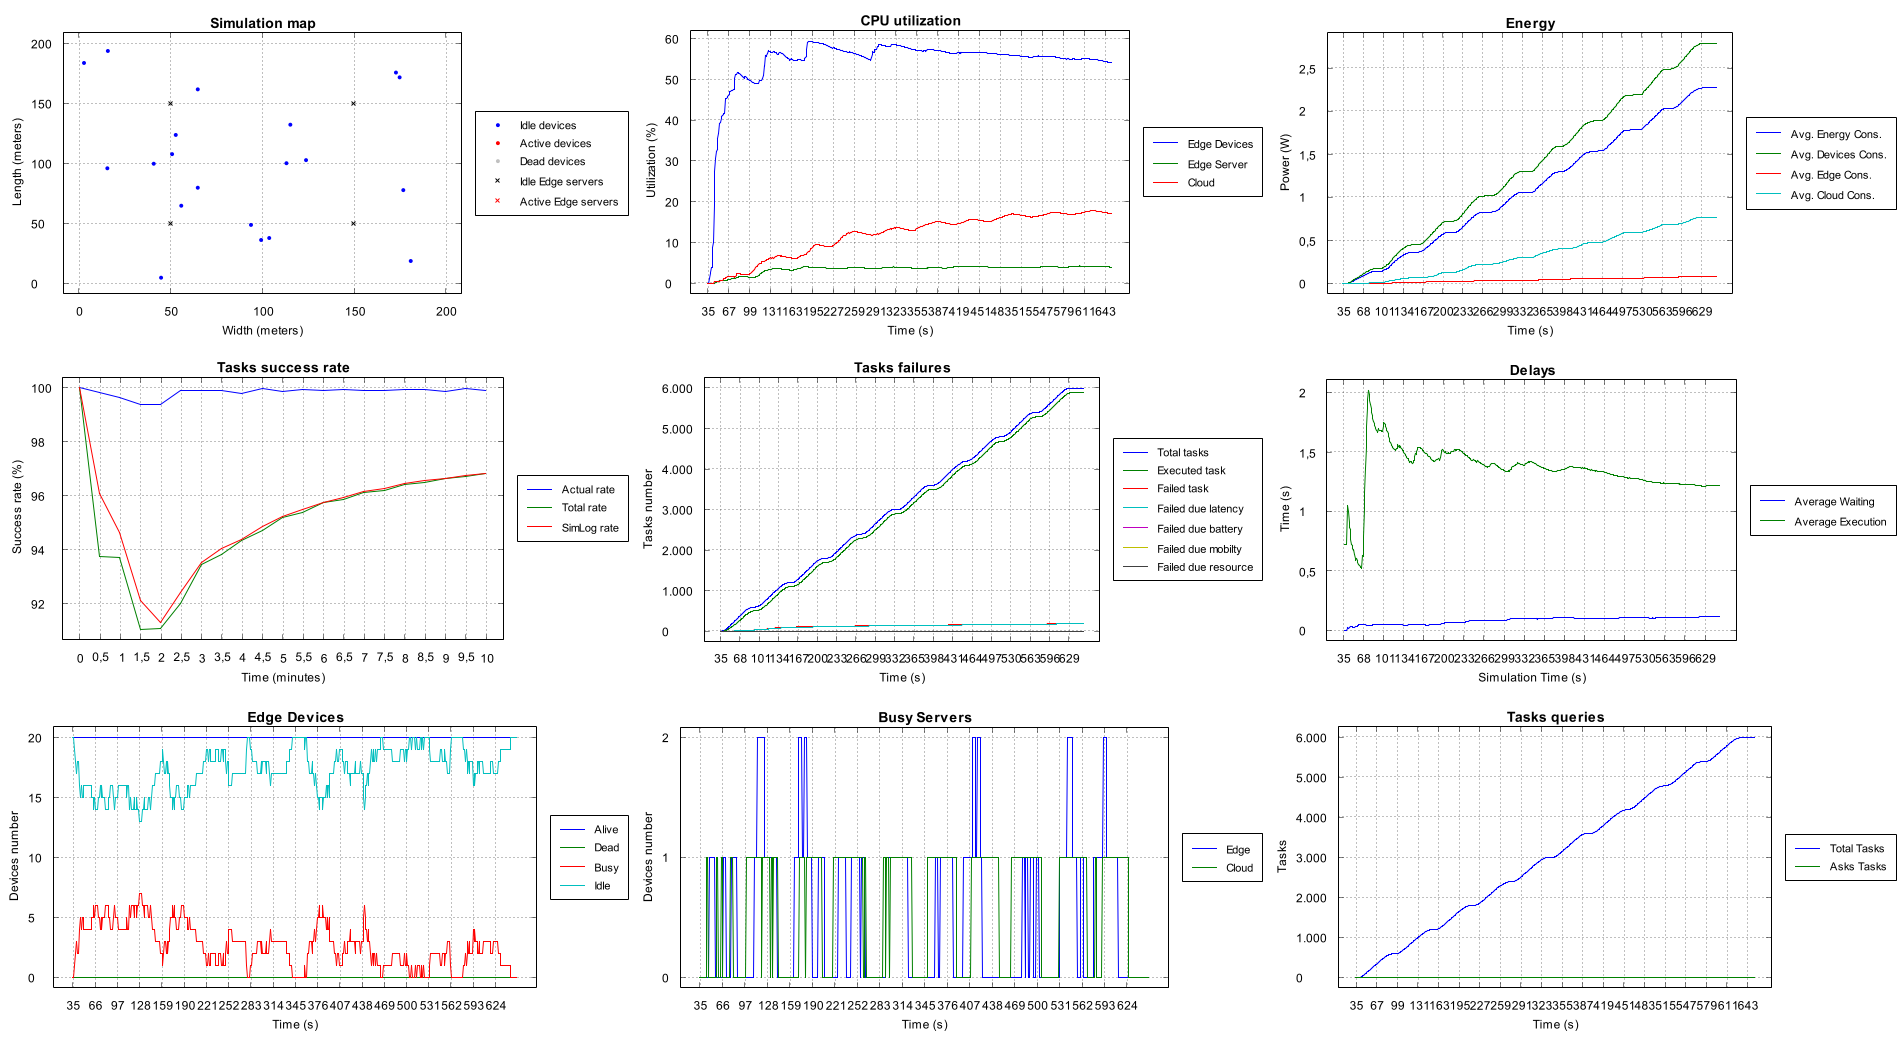 Simulation map
Length (meters)
200
150
100
50
0
0 50 100 150 200
Width (meters)
Idle devices
Active devices
Dead devices
Idle Edge servers
Active Edge servers
CPU utilization
Utilization (%)
60
50
40
30
20
10
0
Time (s)
Edge Devices
Edge Server
Cloud
Energy
Power (W)
2,5
2
1,5
1
0,5
0
Time (s)
Avg. Energy Cons.
Avg. Devices Cons.
Avg. Edge Cons.
Avg. Cloud Cons.
Tasks success rate
Success rate (%)
100
98
96
94
92
0 0,5 1 1,5 2 2,5 3 3,5 4 4,5 5 5,5 6 6,5 7 7,5 8 8,5 9 9,5 10
Time (minutes)
Actual rate
Total rate
SimLog rate
Tasks failures
Tasks number
6.000
5.000
4.000
3.000
2.000
1.000
0
Time (s)
Total tasks
Executed task
Failed task
Failed due latency
Failed due battery
Failed due mobilty
Failed due resource
Delays
Time (s)
2
1,5
1
0,5
0
Simulation Time (s)
Average Waiting
Average Execution
Edge Devices
Devices number
20
15
10
5
0
35 66 97 128 159 190 221 252 283 314 345 376 407 438 469 500 531 562 593 624
Time (s)
Alive
Dead
Busy
Idle
Busy Servers
Devices number
2
1
0
35 66 97 128 159 190 221 252 283 314 345 376 407 438 469 500 531 562 593 624
Time (s)
Edge
Cloud
Tasks queries
Tasks
6.000
5.000
4.000
3.000
2.000
1.000
0
Time (s)
Total Tasks
Asks Tasks